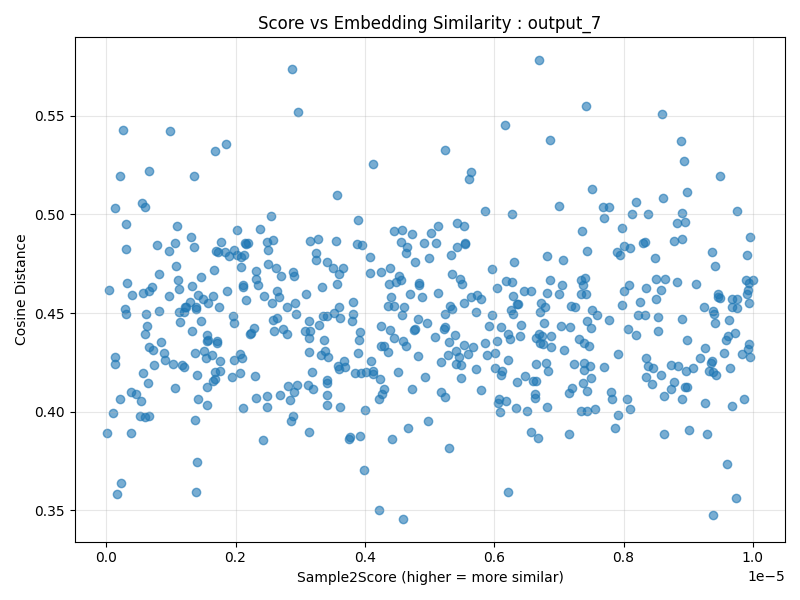 Score vs Embedding Similarity : output_7
Cosine Distance
0.55
0.50
0.45
0.40
0.35
0.0 0.2 0.4 0.6 0.8 1.0
1e−5
Sample2Score (higher = more similar)